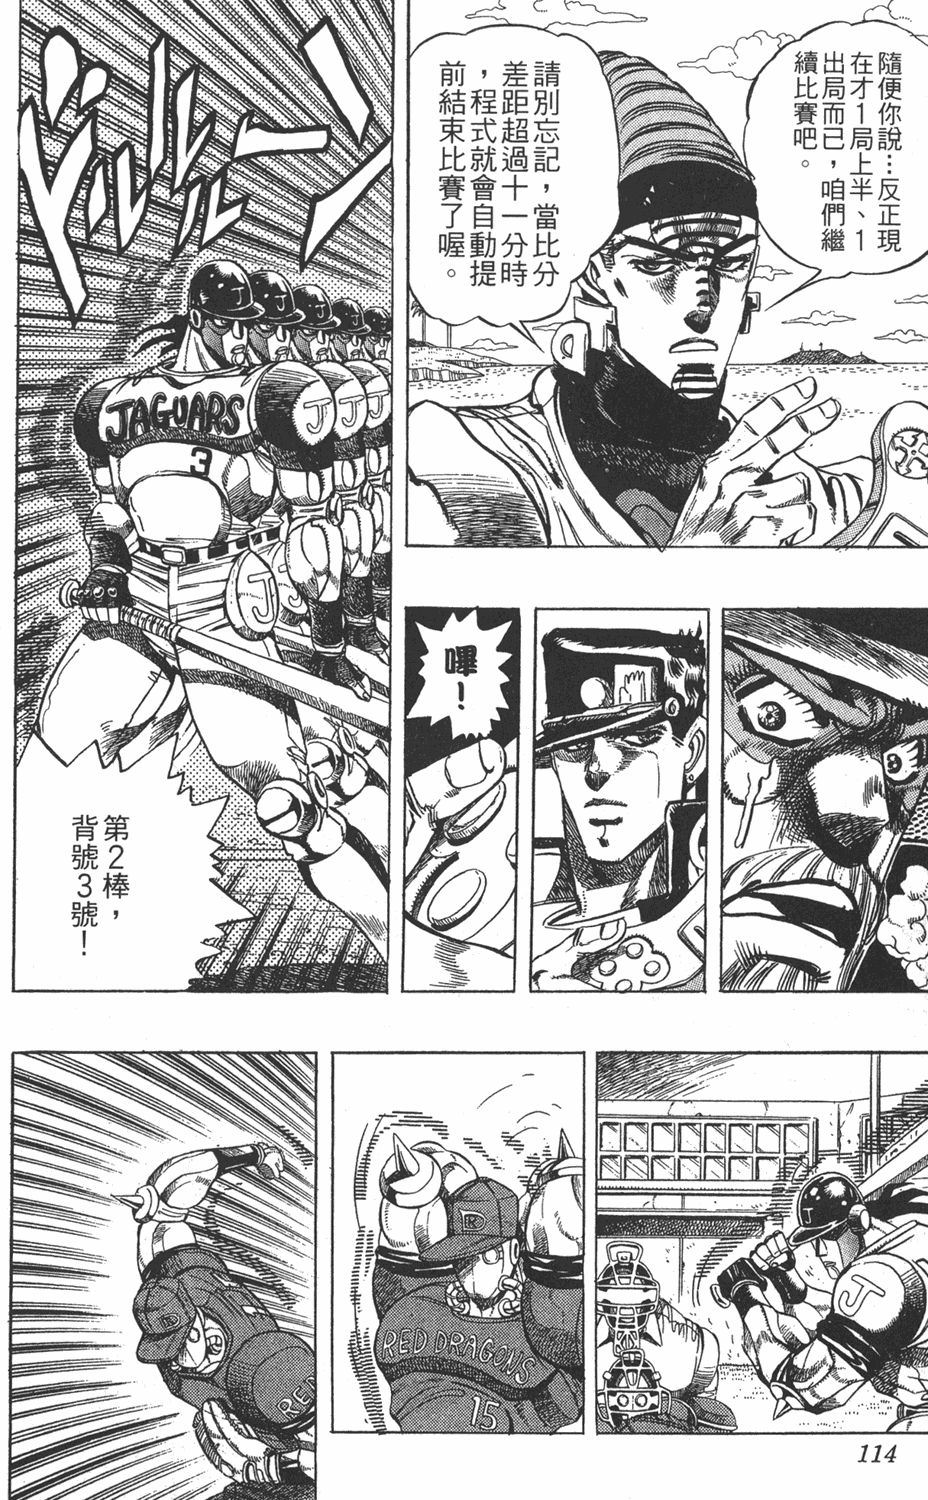 隨便你說…反正現
在才1局上半、1
出局而已，咱們繼
續比賽吧。
請別忘記，當比分
差距超過十一分時
，程式就會自動提
前結束比賽了喔。
ドルルルーン
J
JAGUARS
3
J
J
J
J
J
嗶！
第2棒，
背號3號！
J
J
DR
RED DRAGONS
15
RED
114